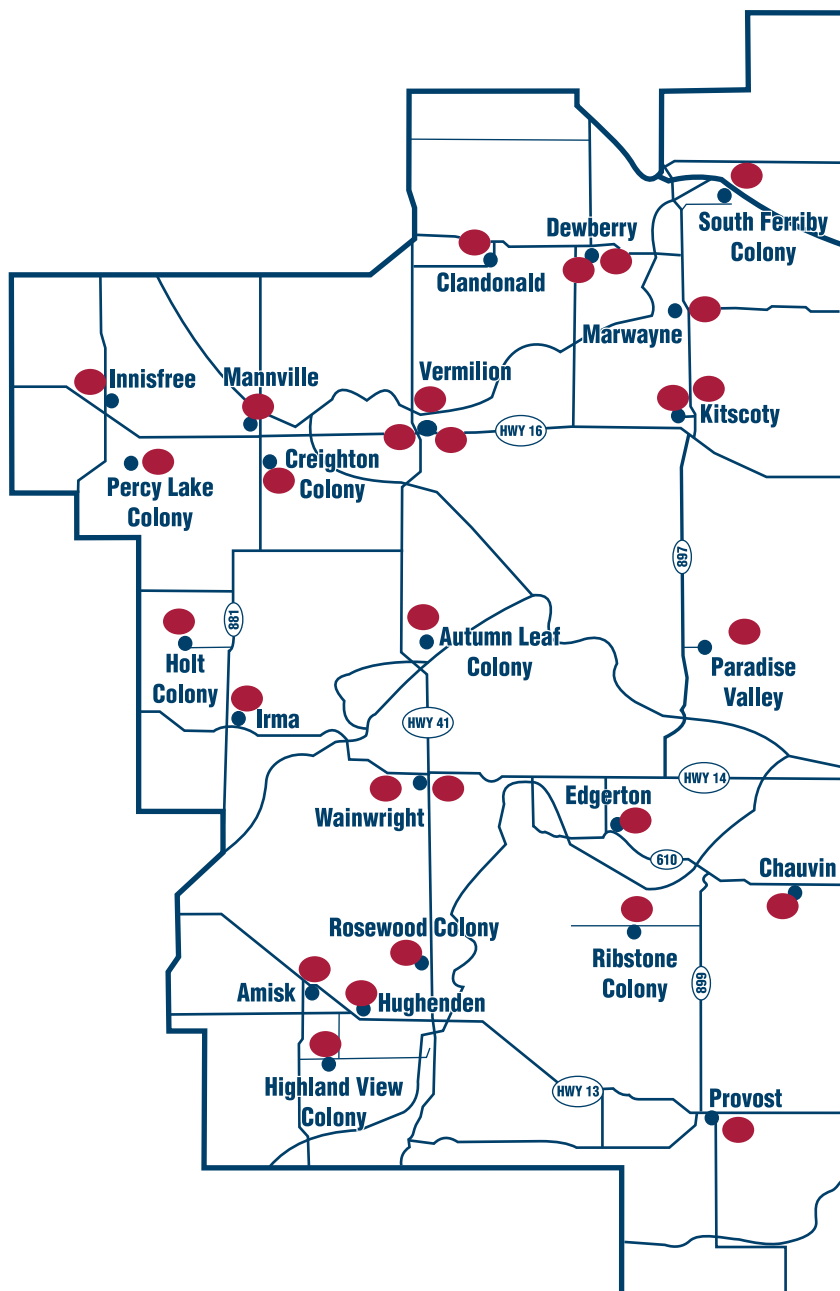 South Ferriby
Colony
Dewberry
Clandonald
Marwayne
Innisfree
Mannville
Vermilion
Kitscoty
HWY 16
Creighton
Colony
Percy Lake
Colony
897
881
Autumn Leaf
Colony
Holt
Colony
Paradise
Valley
Irma
HWY 41
HWY 14
Wainwright
Edgerton
610
Chauvin
Rosewood Colony
Ribstone
Colony
Amisk
Hughenden
899
Highland View
Colony
HWY 13
Provost